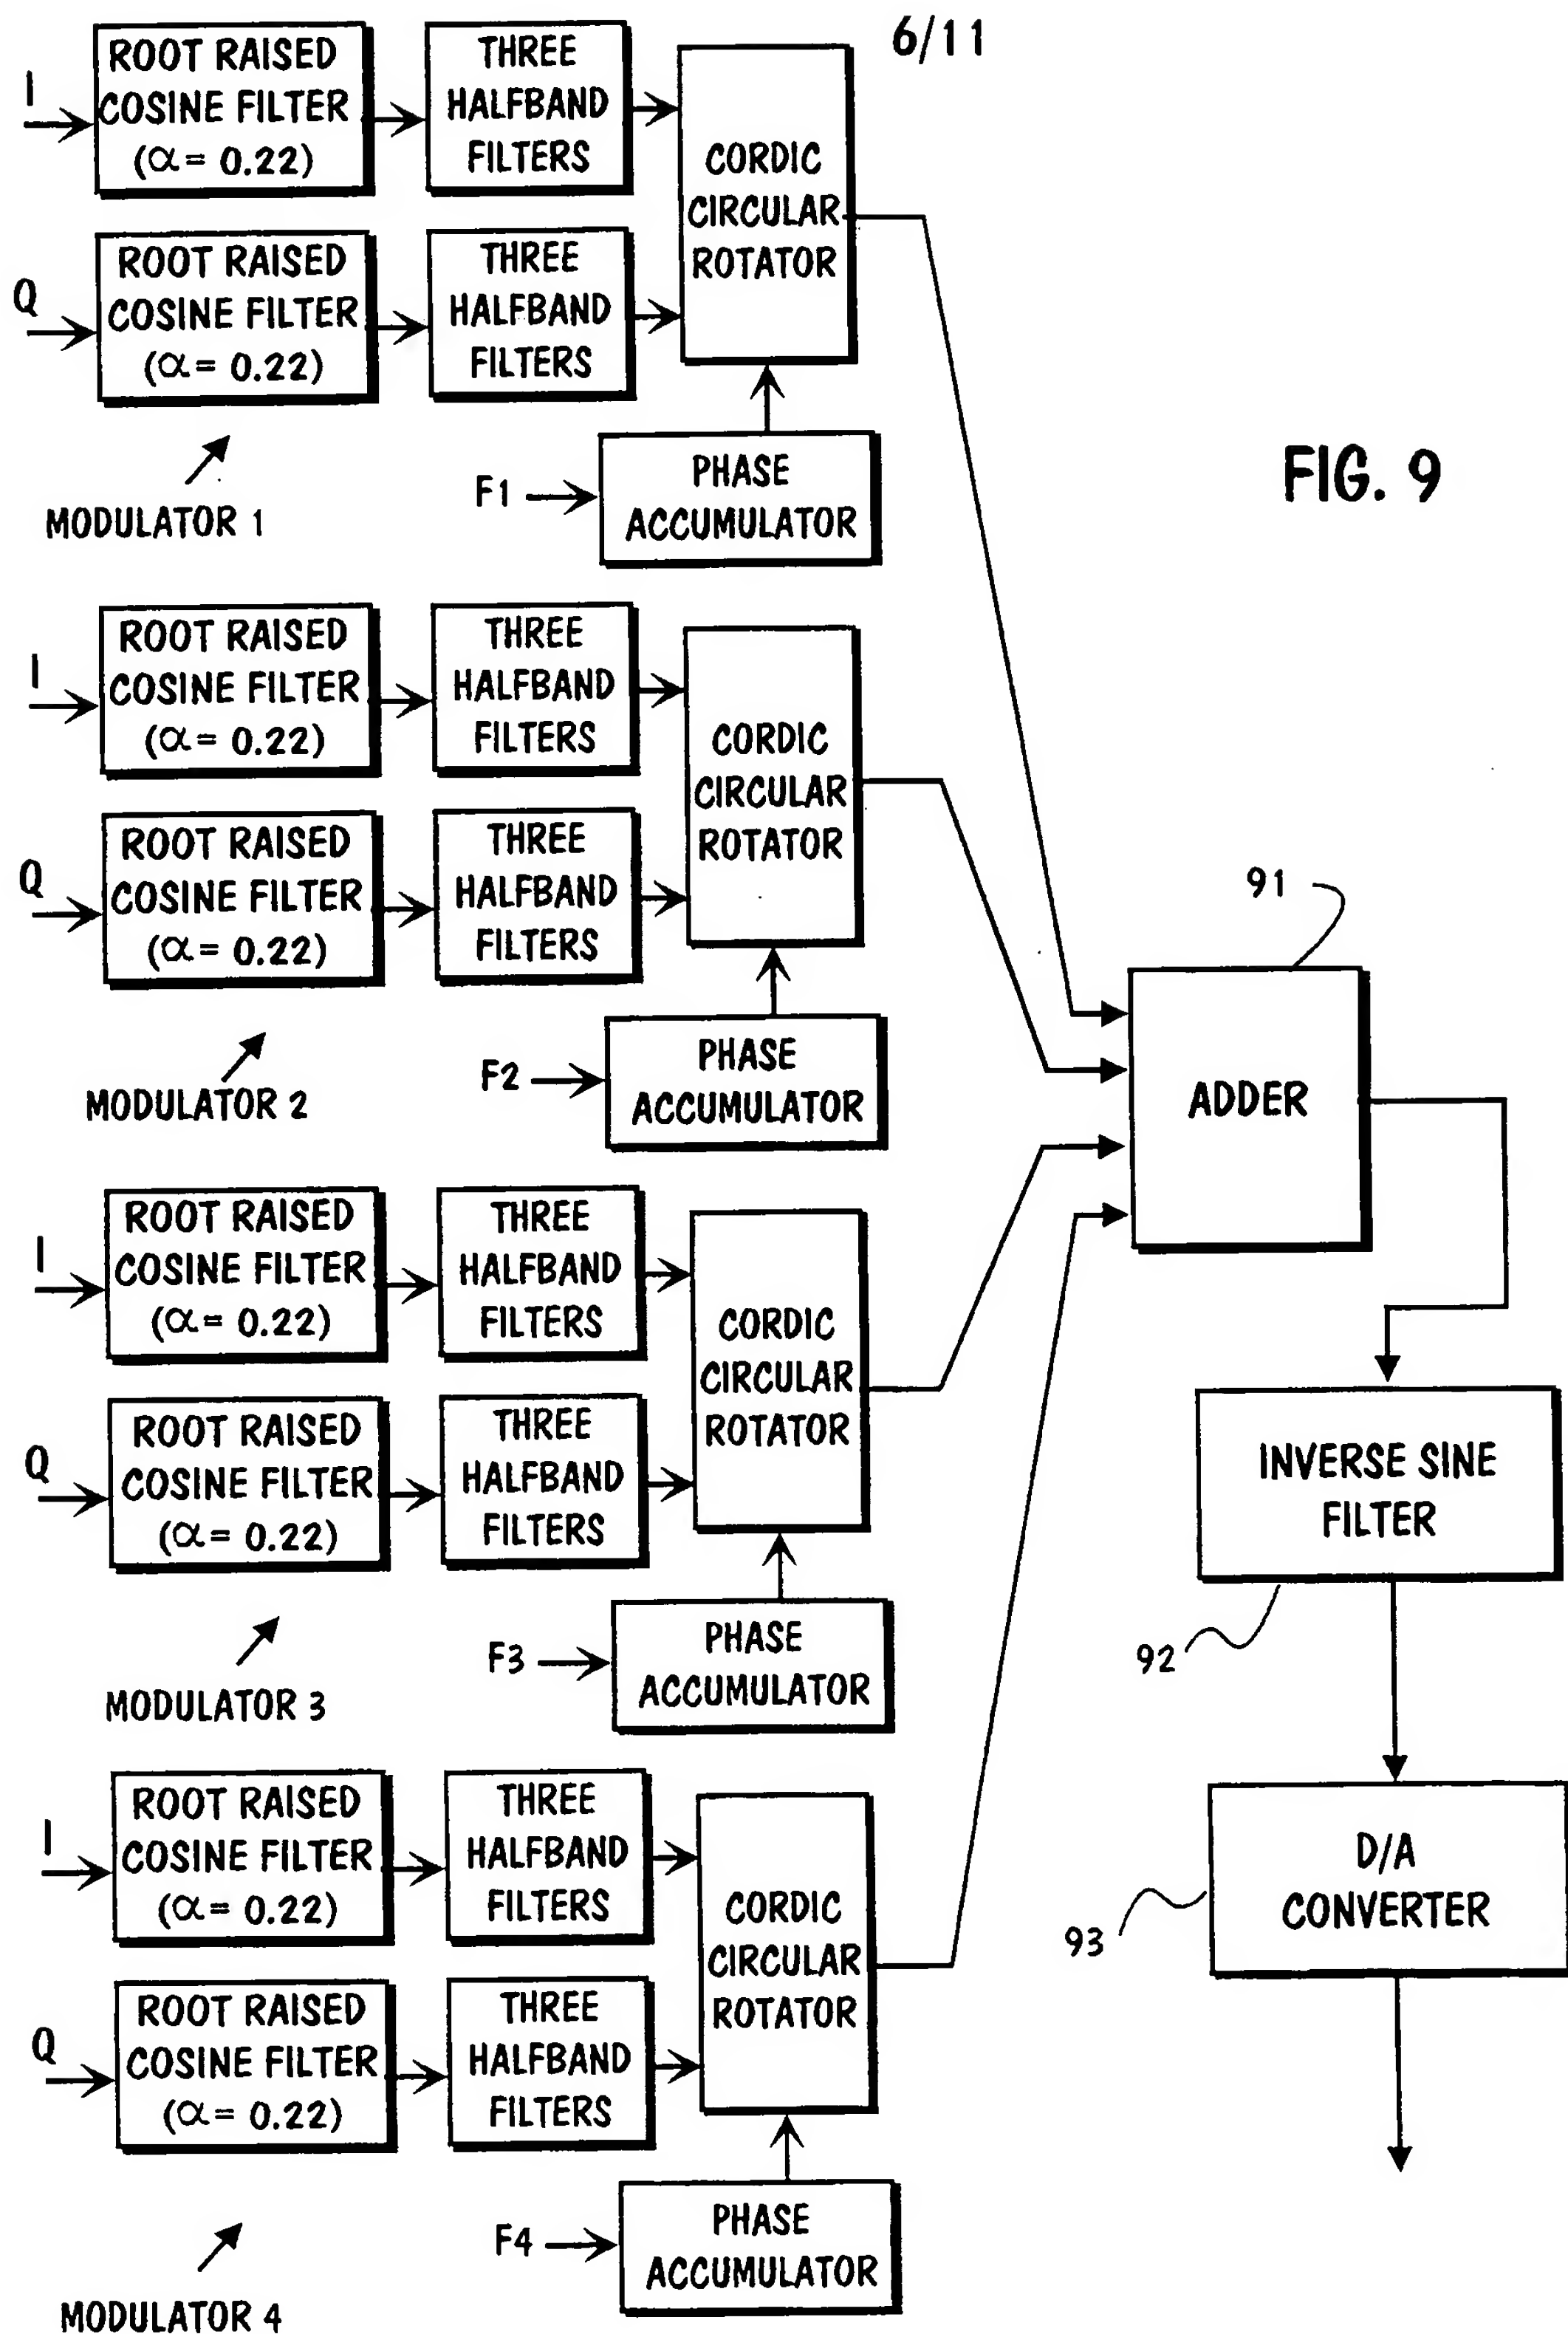 6/11
I
ROOT RAISED
COSINE FILTER
(α = 0.22)
THREE
HALFBAND
FILTERS
CORDIC
CIRCULAR
ROTATOR
Q
ROOT RAISED
COSINE FILTER
(α = 0.22)
THREE
HALFBAND
FILTERS
MODULATOR 1
F1
PHASE
ACCUMULATOR
FIG. 9
I
ROOT RAISED
COSINE FILTER
(α = 0.22)
THREE
HALFBAND
FILTERS
CORDIC
CIRCULAR
ROTATOR
Q
ROOT RAISED
COSINE FILTER
(α = 0.22)
THREE
HALFBAND
FILTERS
MODULATOR 2
F2
PHASE
ACCUMULATOR
91
ADDER
I
ROOT RAISED
COSINE FILTER
(α = 0.22)
THREE
HALFBAND
FILTERS
CORDIC
CIRCULAR
ROTATOR
Q
ROOT RAISED
COSINE FILTER
(α = 0.22)
THREE
HALFBAND
FILTERS
MODULATOR 3
F3
PHASE
ACCUMULATOR
INVERSE SINE
FILTER
92
I
ROOT RAISED
COSINE FILTER
(α = 0.22)
THREE
HALFBAND
FILTERS
CORDIC
CIRCULAR
ROTATOR
Q
ROOT RAISED
COSINE FILTER
(α = 0.22)
THREE
HALFBAND
FILTERS
MODULATOR 4
F4
PHASE
ACCUMULATOR
D/A
CONVERTER
93